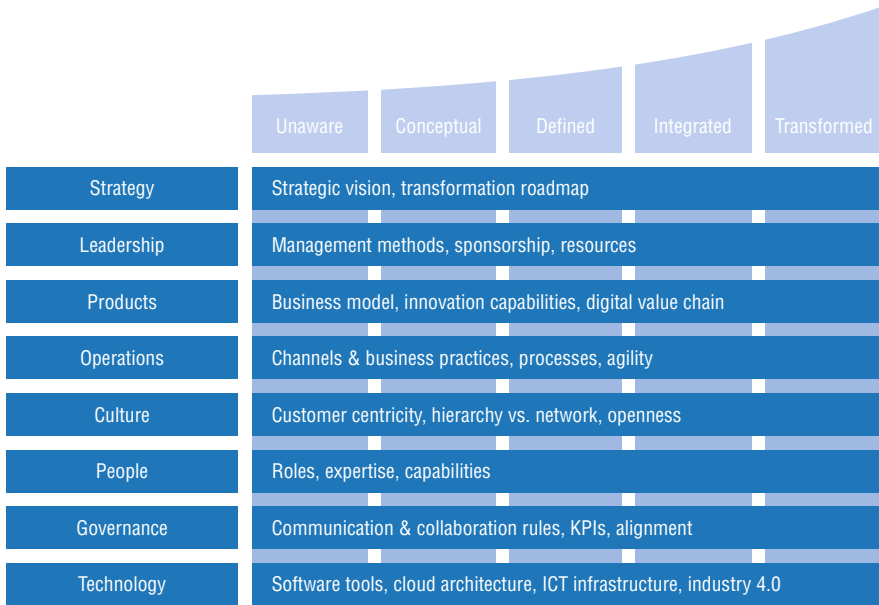 Unaware Conceptual Defined Integrated Transformed
Strategy Strategic vision, transformation roadmap
Leadership Management methods, sponsorship, resources
Products Business model, innovation capabilities, digital value chain
Operations Channels & business practices, processes, agility
Culture Customer centricity, hierarchy vs. network, openness
People Roles, expertise, capabilities
Governance Communication & collaboration rules, KPIs, alignment
Technology Software tools, cloud architecture, ICT infrastructure, industry 4.0